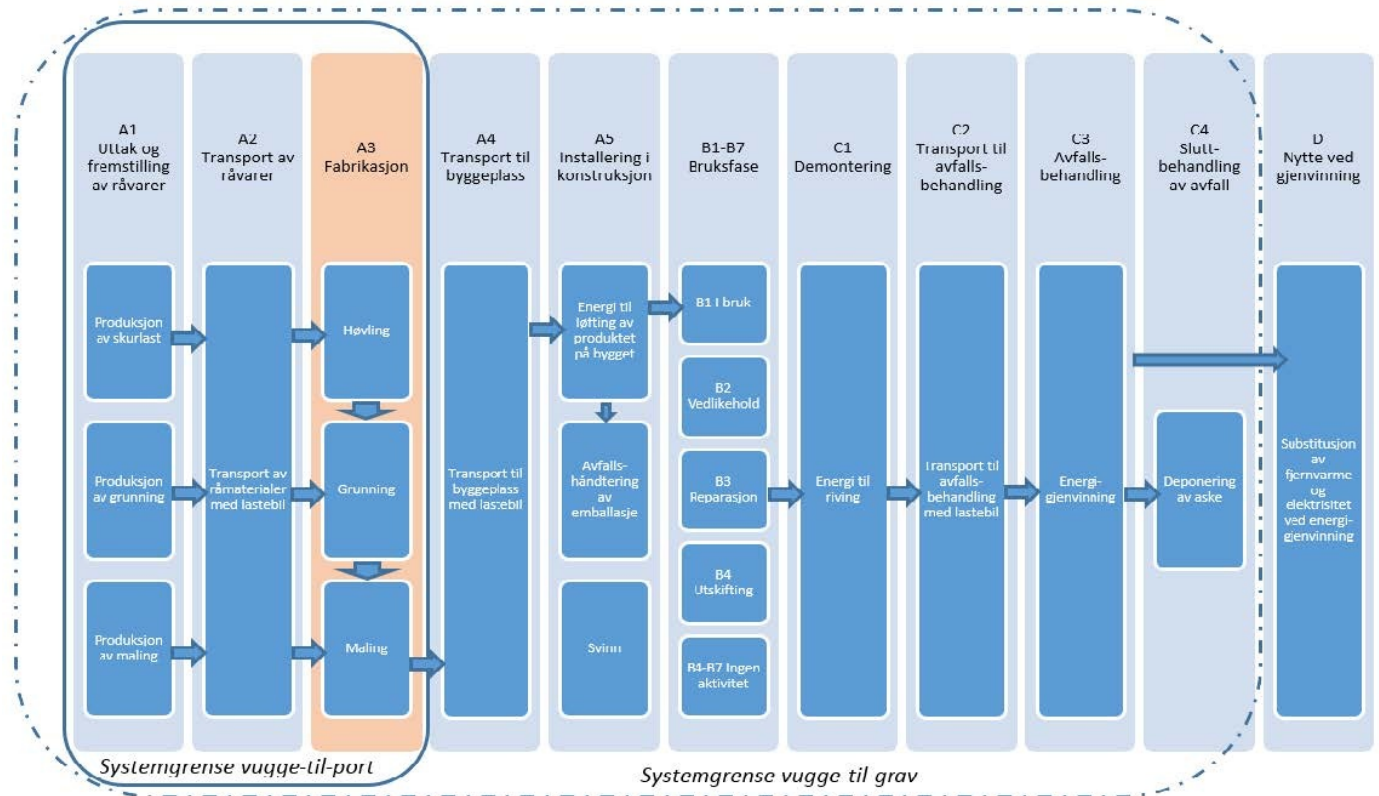 A1
Uttak og
fremstilling
av råvarer
A2
Transport av
råvarer
A3
Fabrikasjon
A4
Transport til
byggeplass
A5
Installering i
konstruksjon
B1-B7
Bruksfase
C1
Demontering
C2
Transport til
avfalls-
behandling
C3
Avfalls-
behandling
C4
Slutt-
behandling
av avfall
D
Nytte ved
gjenvinning
Produksjon
av skurlast
Produksjon
av grunning
Produksjon
av maling
Transport av
råmaterialer
med lastebil
Høvling
Grunning
Maling
Transport til
byggeplass
med lastebil
Energi til
løfting av
produktet
på bygget
Avfalls-
håndtering
av
emballasje
Svinn
B1 I bruk
B2
Vedlikehold
B3
Reparasjon
B4
Utskifting
B4-B7 Ingen
aktivitet
Energi til
riving
Transport til
avfalls-
behandling
med lastebil
Energi-
gjenvinning
Deponering
av aske
Substitusjon
av
fjernvarme
og
elektrisitet
ved energi-
gjenvinning
Systemgrense vugge-til-port
Systemgrense vugge til grav